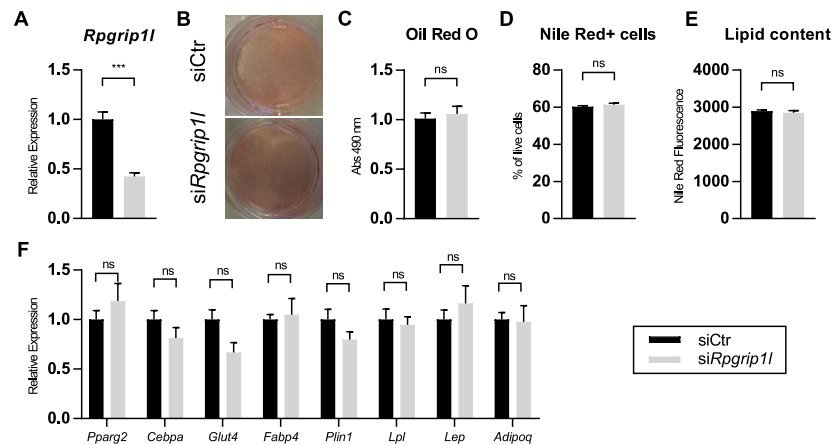 A
Rpgrip1l
***
Relative Expression
1.5
1.0
0.5
0.0
B
siCtr
siRpgrip1l
C
Oil Red O
ns
Abs 490 nm
1.5
1.0
0.5
0.0
D
Nile Red+ cells
ns
% of live cells
80
60
40
20
0
E
Lipid content
ns
Nile Red Fluorescence
4000
3000
2000
1000
0
F
ns ns ns ns ns ns ns ns
Relative Expression
1.5
1.0
0.5
0.0
Pparg2 Cebpa Glut4 Fabp4 Plin1 Lpl Lep Adipoq
siCtr
siRpgrip1l